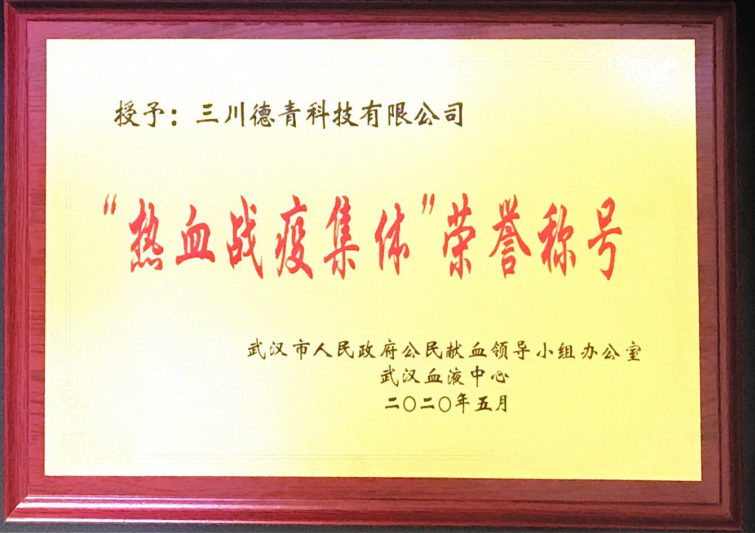 授予：三川德青科技有限公司
“热血战疫集体”荣誉称号
武汉市人民政府公民献血领导小组办公室
武汉血液中心
二〇二〇年五月